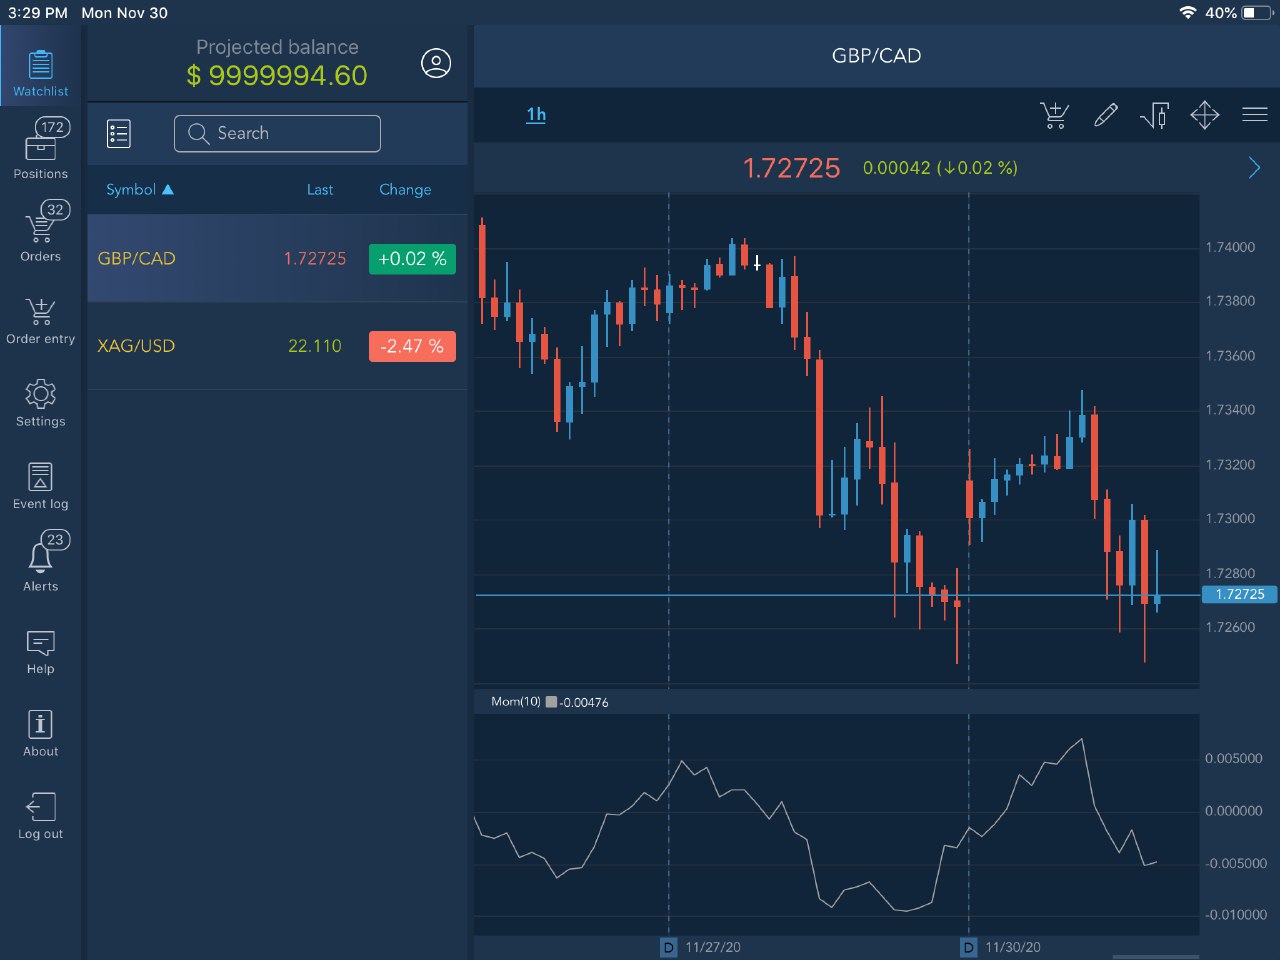 3:29 PM Mon Nov 30
40%
Watchlist
172
Positions
32
Orders
Order entry
Settings
Event log
23
Alerts
Help
About
Log out
Projected balance
$ 9999994.60
Search
Symbol ▲ Last Change
GBP/CAD 1.72725 +0.02 %
XAG/USD 22.110 -2.47 %
GBP/CAD
1h
1.72725 0.00042 (↓0.02 %)
1.74000
1.73800
1.73600
1.73400
1.73200
1.73000
1.72800
1.72725
1.72600
Mom(10) -0.00476
0.005000
0.000000
-0.005000
-0.010000
D 11/27/20 D 11/30/20